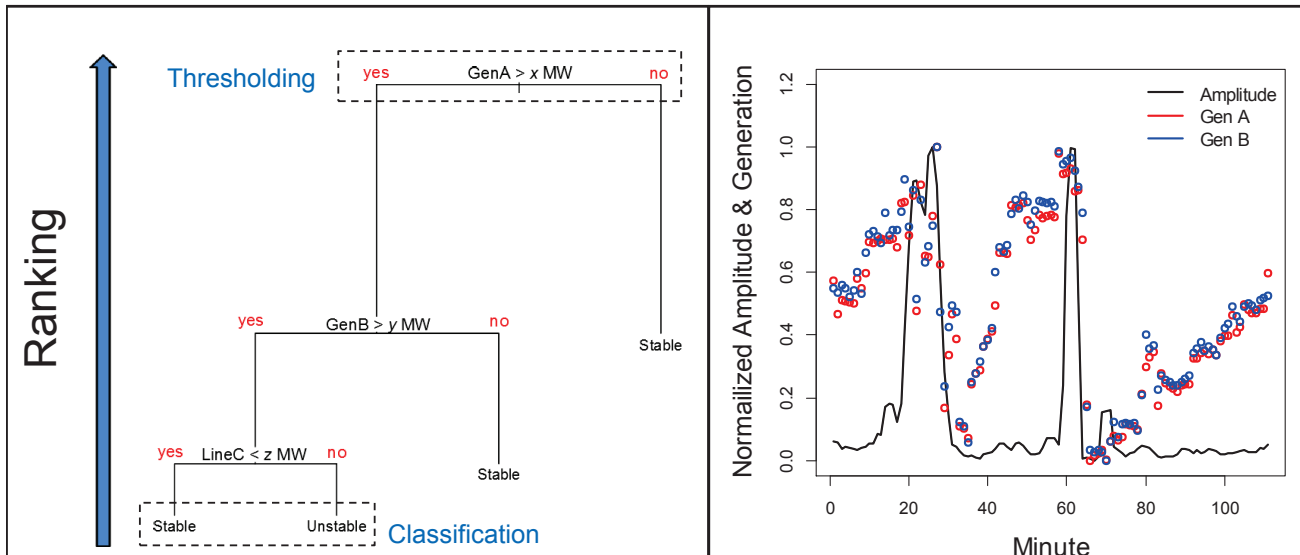 Ranking
Thresholding
yes GenA > x MW no
yes GenB > y MW no
Stable
yes LineC < z MW no
Stable
Stable Unstable
Classification
Normailized Amplitude & Generation
1.2
1.0
0.8
0.6
0.4
0.2
0.0
Amplitude
Gen A
Gen B
0 20 40 60 80 100
Minute